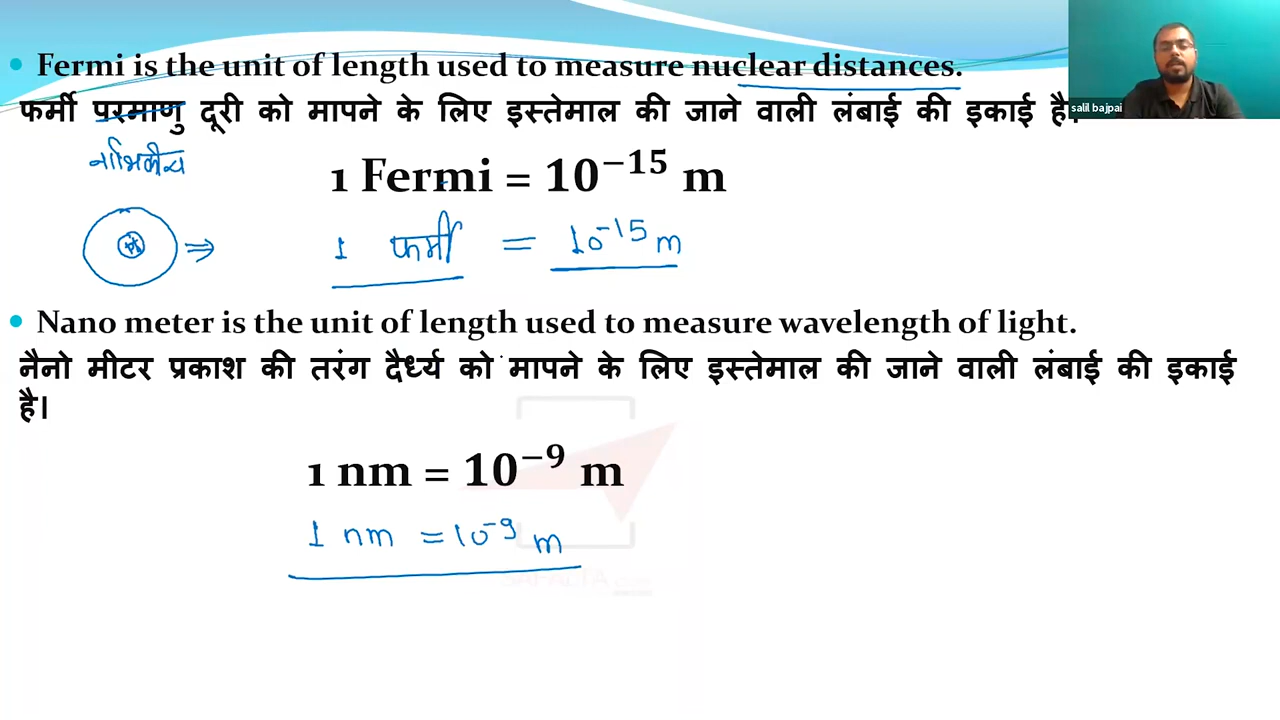 • Fermi is the unit of length used to measure nuclear distances.
salil bajpai
फर्मी परमाणु दूरी को मापने के लिए इस्तेमाल की जाने वाली लंबाई की इकाई है।
नाभिकीय
1 Fermi = 10⁻¹⁵ m
1 फर्मी = 10⁻¹⁵ m
• Nano meter is the unit of length used to measure wavelength of light.
नैनो मीटर प्रकाश की तरंग दैर्ध्य को मापने के लिए इस्तेमाल की जाने वाली लंबाई की इकाई
है।
1 nm = 10⁻⁹ m
1 nm = 10⁻⁹ m
SAFALTA